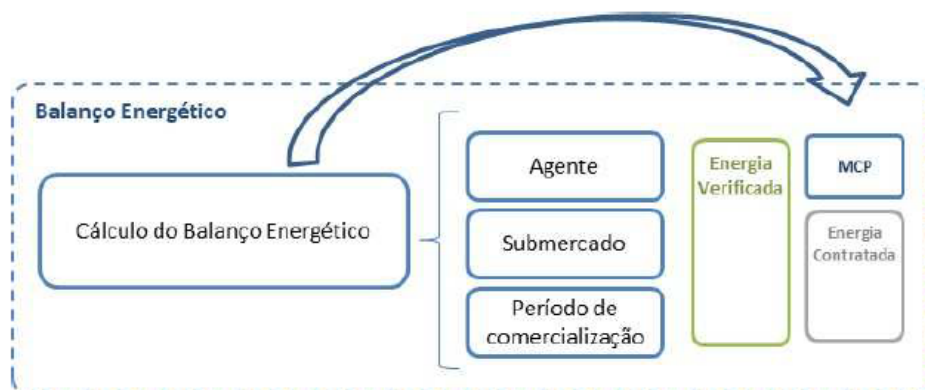 Balanço Energético
Cálculo do Balanço Energético
Agente
Submercado
Período de
comercialização
Energia
Verificada
MCP
Energia
Contratada